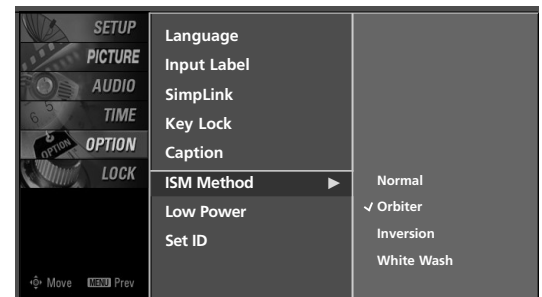 SETUP
PICTURE
AUDIO
TIME
OPTION
LOCK
Move MENU Prev
Language
Input Label
SimpLink
Key Lock
Caption
ISM Method ►
Low Power
Set ID
Normal
✓ Orbiter
Inversion
White Wash